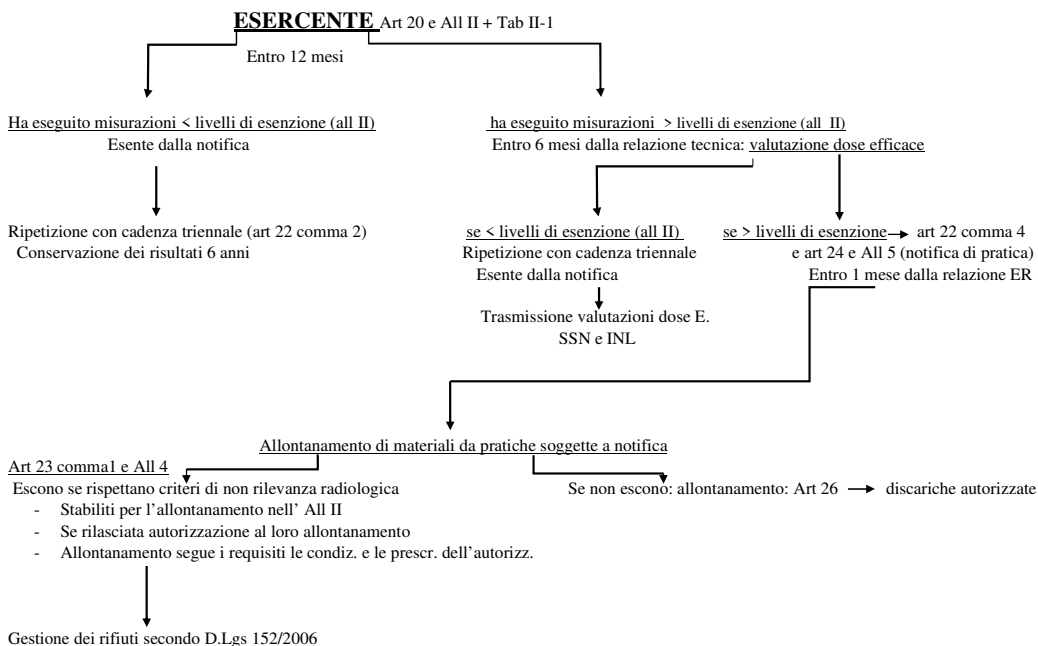 ESERCENTE Art 20 e All II + Tab II-1
Entro 12 mesi
Ha eseguito misurazioni < livelli di esenzione (all II)
Esente dalla notifica
ha eseguito misurazioni > livelli di esenzione (all II)
Entro 6 mesi dalla relazione tecnica: valutazione dose efficace
Ripetizione con cadenza triennale (art 22 comma 2)
Conservazione dei risultati 6 anni
se < livelli di esenzione (all II)
Ripetizione con cadenza triennale
Esente dalla notifica
Trasmissione valutazioni dose E.
SSN e INL
se > livelli di esenzione art 22 comma 4
e art 24 e All 5 (notifica di pratica)
Entro 1 mese dalla relazione ER
Allontanamento di materiali da pratiche soggette a notifica
Art 23 comma1 e All 4
Escono se rispettano criteri di non rilevanza radiologica
- Stabiliti per l'allontanamento nell' All II
- Se rilasciata autorizzazione al loro allontanamento
- Allontanamento segue i requisiti le condiz. e le prescr. dell'autorizz.
Se non escono: allontanamento: Art 26 discariche autorizzate
Gestione dei rifiuti secondo D.Lgs 152/2006